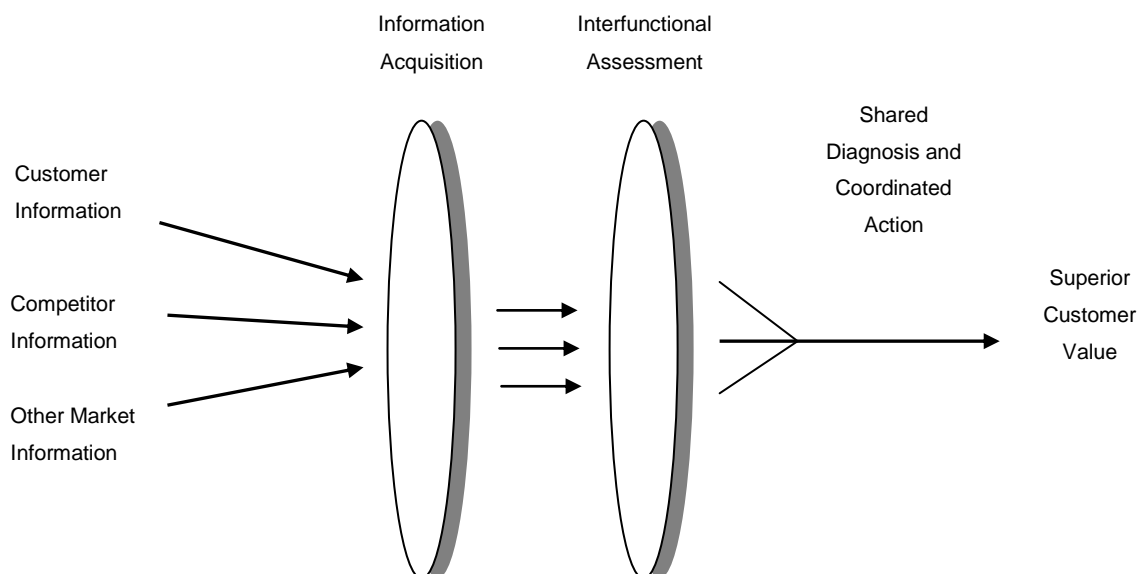 Information
Acquisition
Interfunctional
Assessment
Shared
Diagnosis and
Coordinated
Action
Customer
Information
Competitor
Information
Other Market
Information
Superior
Customer
Value